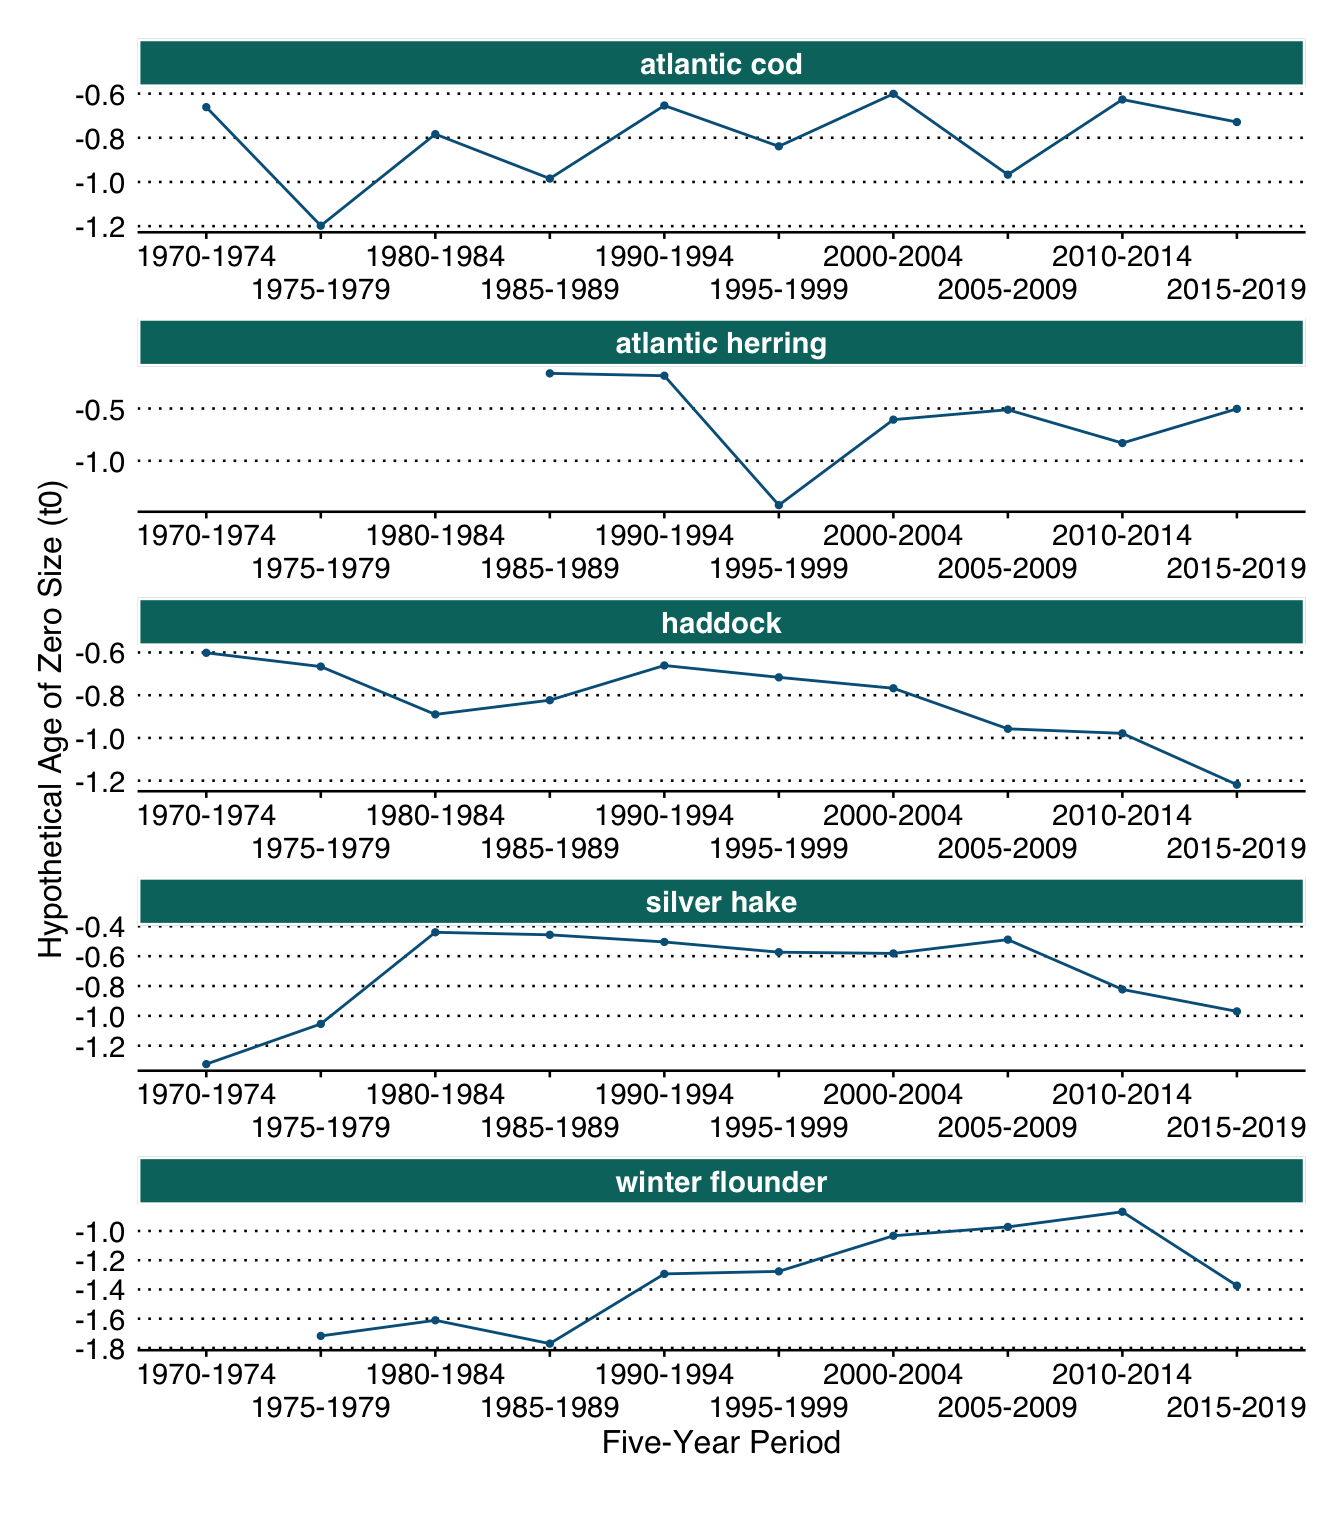 atlantic cod
-0.6
-0.8
-1.0
-1.2
1970-1974 1980-1984 1990-1994 2000-2004 2010-2014
1975-1979 1985-1989 1995-1999 2005-2009 2015-2019
atlantic herring
-0.5
-1.0
1970-1974 1980-1984 1990-1994 2000-2004 2010-2014
1975-1979 1985-1989 1995-1999 2005-2009 2015-2019
Hypothetical Age of Zero Size (t0)
haddock
-0.6
-0.8
-1.0
-1.2
1970-1974 1980-1984 1990-1994 2000-2004 2010-2014
1975-1979 1985-1989 1995-1999 2005-2009 2015-2019
silver hake
-0.4
-0.6
-0.8
-1.0
-1.2
1970-1974 1980-1984 1990-1994 2000-2004 2010-2014
1975-1979 1985-1989 1995-1999 2005-2009 2015-2019
winter flounder
-1.0
-1.2
-1.4
-1.6
-1.8
1970-1974 1980-1984 1990-1994 2000-2004 2010-2014
1975-1979 1985-1989 1995-1999 2005-2009 2015-2019
Five-Year Period